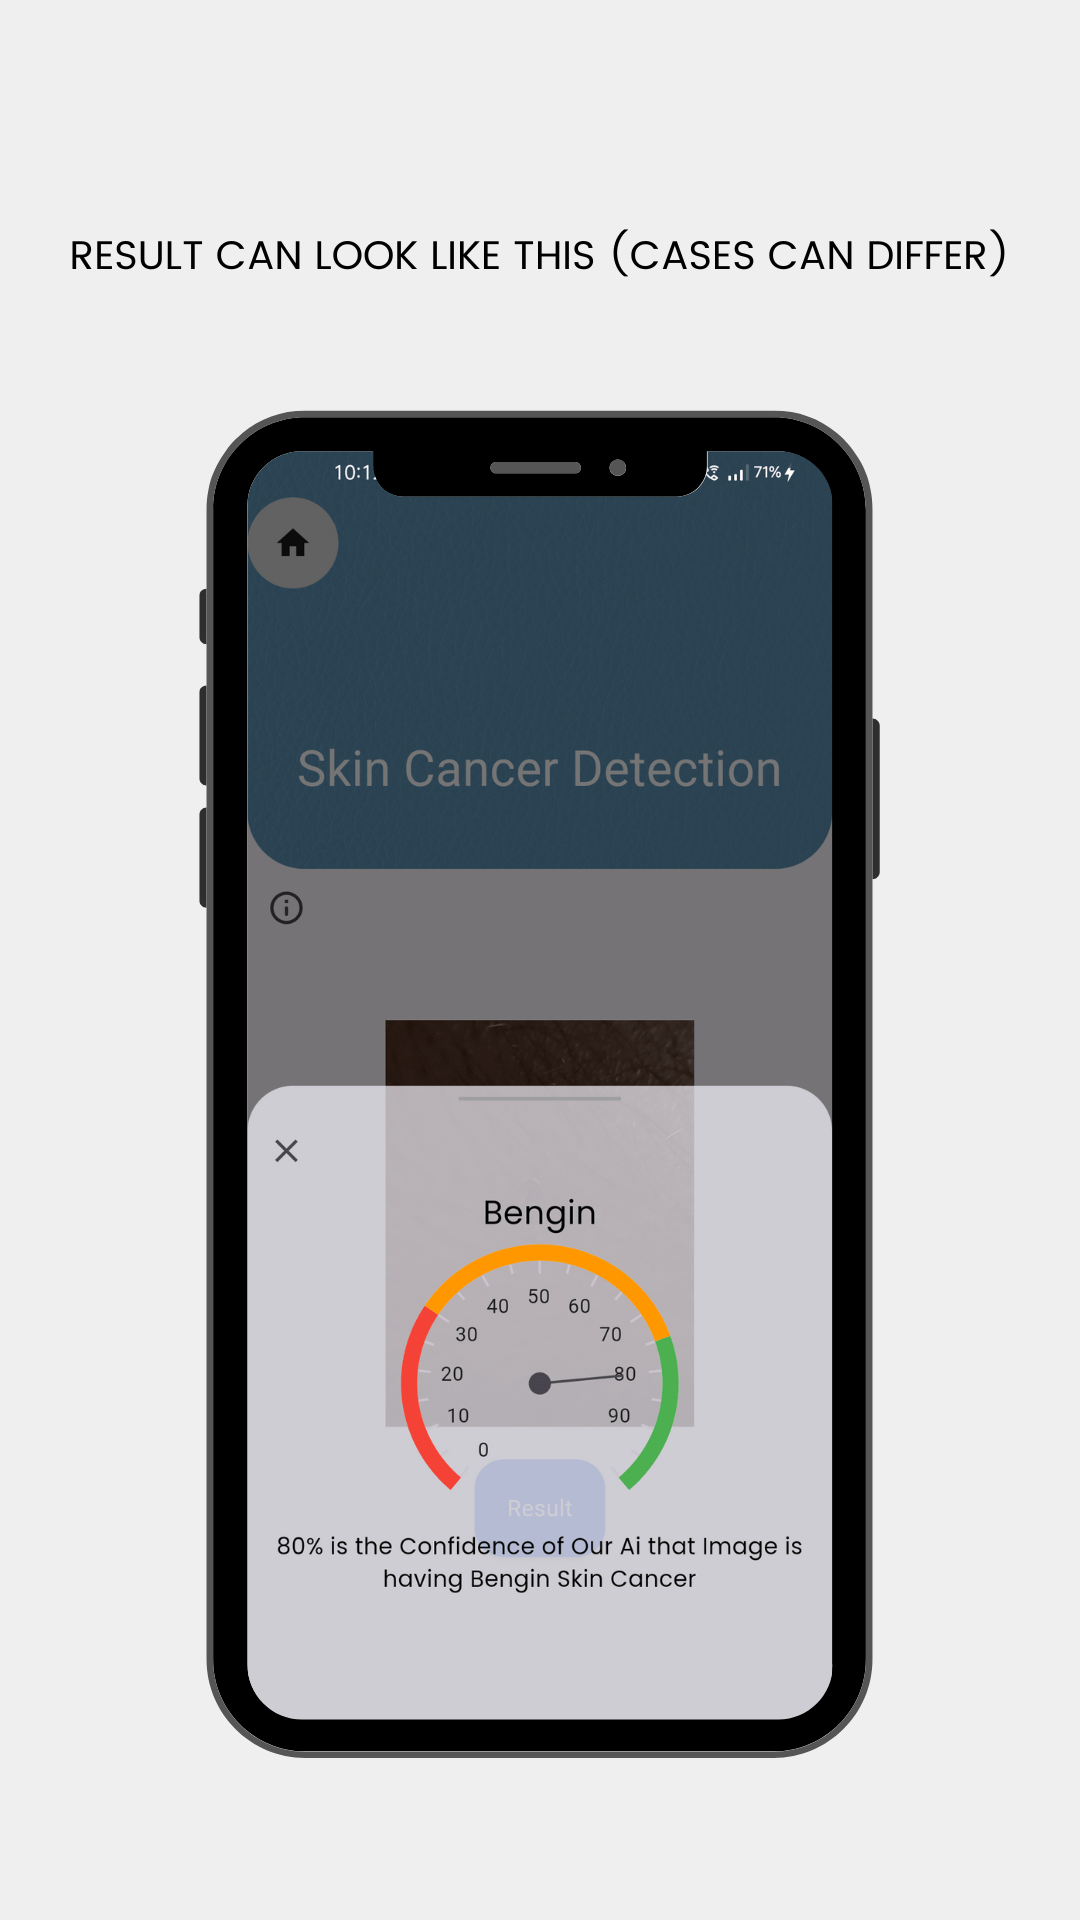 RESULT CAN LOOK LIKE THIS (CASES CAN DIFFER)
10:1
71%
Skin Cancer Detection
Bengin
50
40 60
30 70
20 80
10 90
0
Result
80% is the Confidence of Our Ai that Image is
having Bengin Skin Cancer